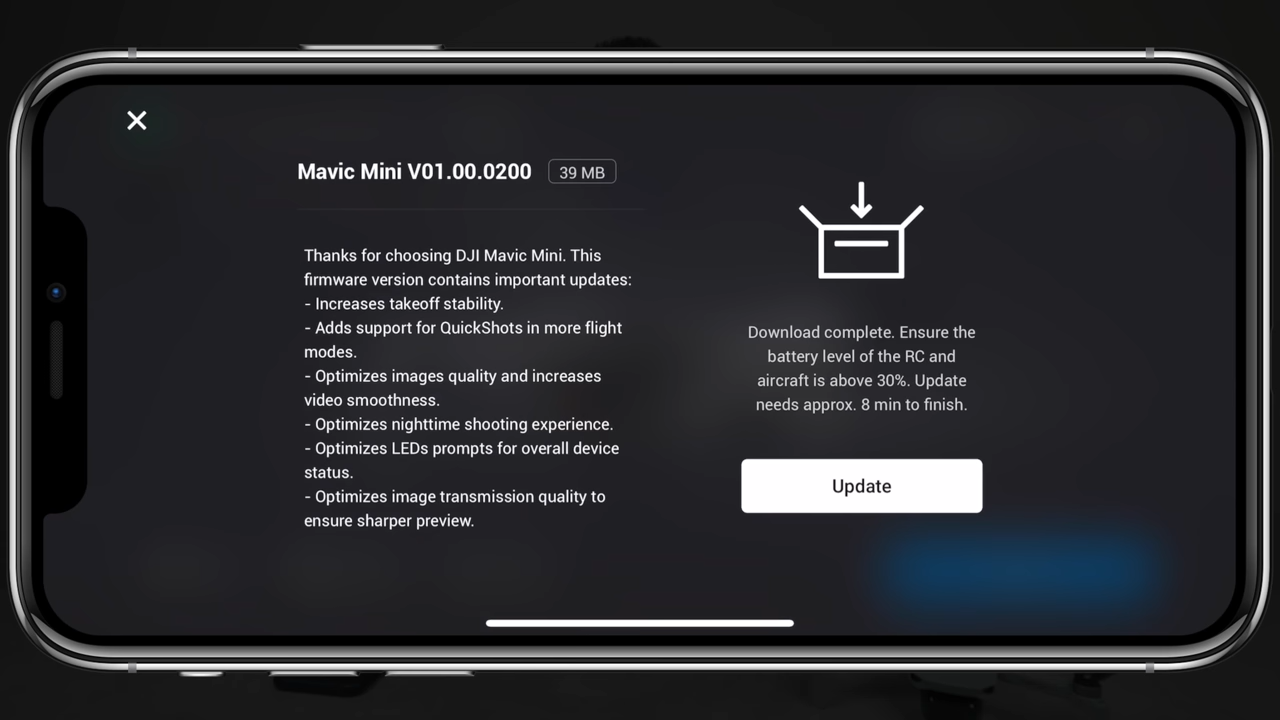 Mavic Mini V01.00.0200 39 MB
Thanks for choosing DJI Mavic Mini. This
firmware version contains important updates:
- Increases takeoff stability.
- Adds support for QuickShots in more flight
modes.
- Optimizes images quality and increases
video smoothness.
- Optimizes nighttime shooting experience.
- Optimizes LEDs prompts for overall device
status.
- Optimizes image transmission quality to
ensure sharper preview.
Download complete. Ensure the
battery level of the RC and
aircraft is above 30%. Update
needs approx. 8 min to finish.
Update